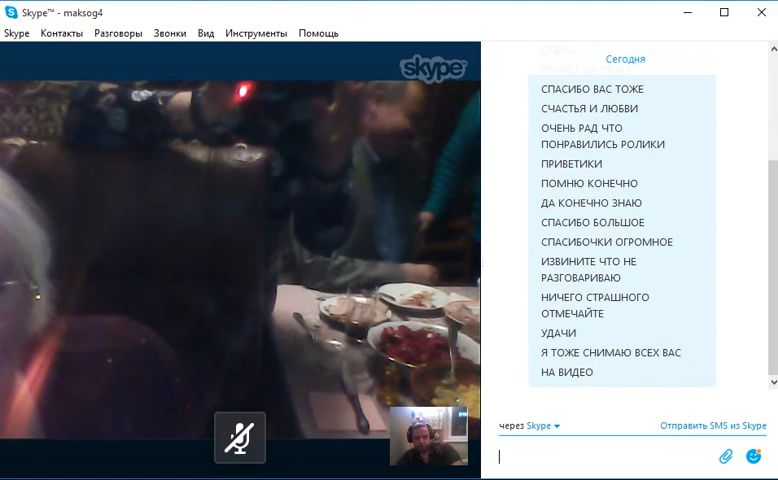 Skype™ - maksog4
Skype Контакты Разговоры Звонки Вид Инструменты Помощь
skype™
Сегодня
СПАСИБО ВАС ТОЖЕ
СЧАСТЬЯ И ЛЮБВИ
ОЧЕНЬ РАД ЧТО
ПОНРАВИЛИСЬ РОЛИКИ
ПРИВЕТИКИ
ПОМНЮ КОНЕЧНО
ДА КОНЕЧНО ЗНАЮ
СПАСИБО БОЛЬШОЕ
СПАСИБОЧКИ ОГРОМНОЕ
ИЗВИНИТЕ ЧТО НЕ
РАЗГОВАРИВАЮ
НИЧЕГО СТРАШНОГО
ОТМЕЧАЙТЕ
УДАЧИ
Я ТОЖЕ СНИМАЮ ВСЕХ ВАС
НА ВИДЕО
через Skype
Отправить SMS из Skype